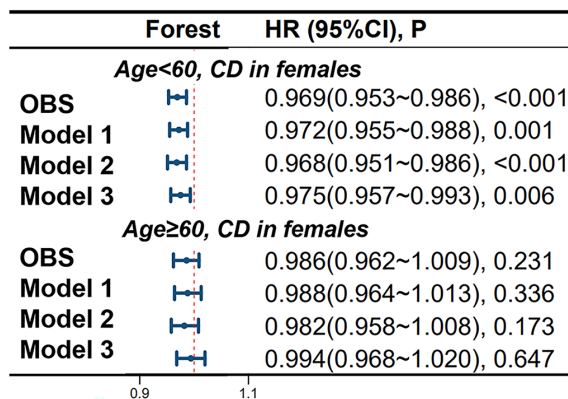 Forest HR (95%CI), P
Age<60, CD in females
OBS 0.969(0.953~0.986), <0.001
Model 1 0.972(0.955~0.988), 0.001
Model 2 0.968(0.951~0.986), <0.001
Model 3 0.975(0.957~0.993), 0.006
Age≥60, CD in females
OBS 0.986(0.962~1.009), 0.231
Model 1 0.988(0.964~1.013), 0.336
Model 2 0.982(0.958~1.008), 0.173
Model 3 0.994(0.968~1.020), 0.647
0.9 1.1